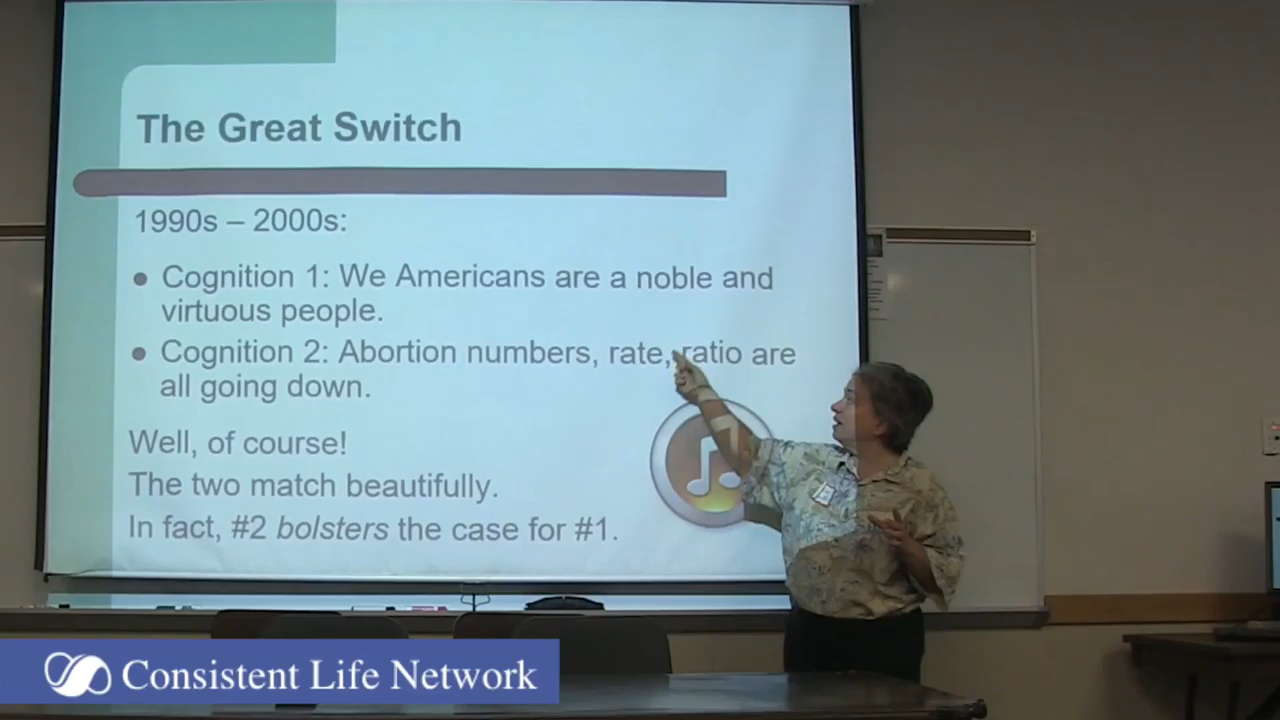 The Great Switch
1990s – 2000s:
● Cognition 1: We Americans are a noble and
virtuous people.
● Cognition 2: Abortion numbers, rate, ratio are
all going down.
Well, of course!
The two match beautifully.
In fact, #2 bolsters the case for #1.
Consistent Life Network